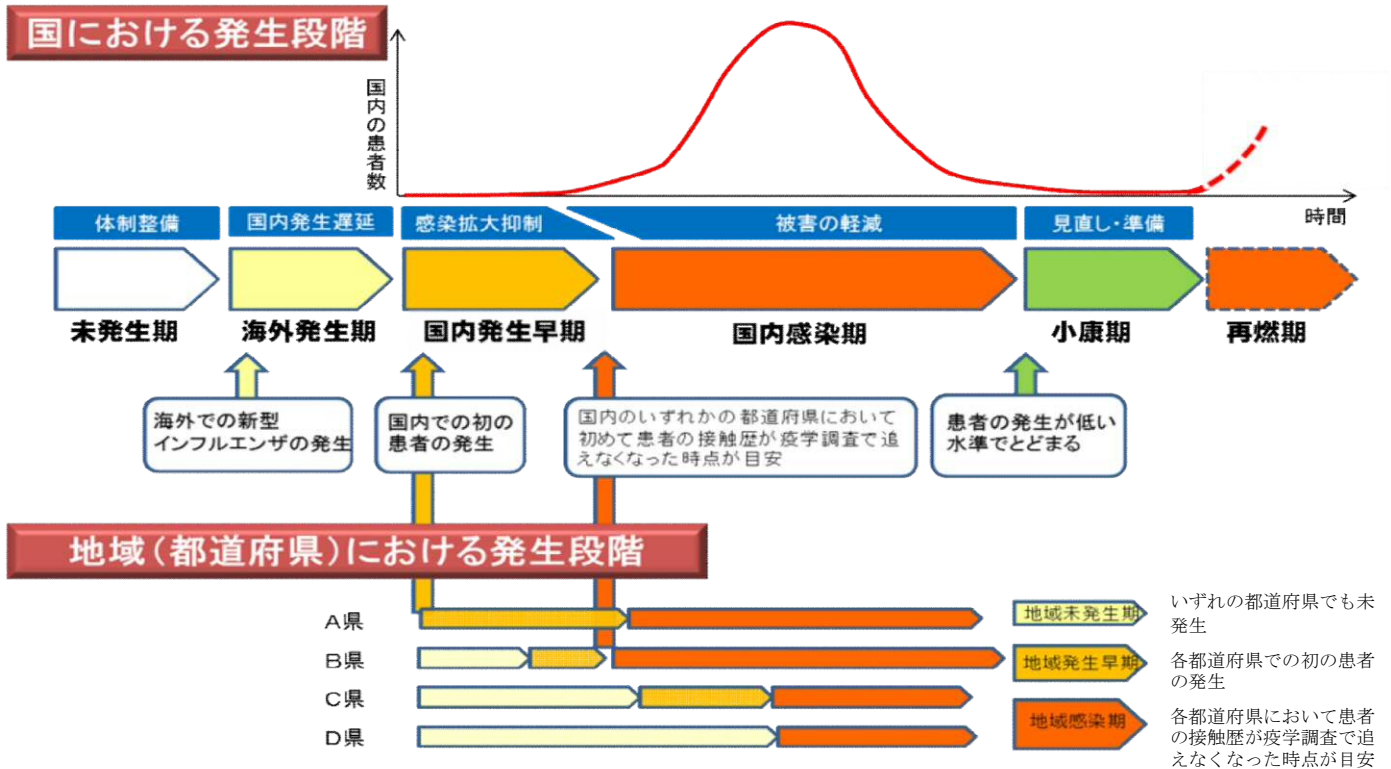 国における発生段階
国内の患者数
時間
体制整備
国内発生遅延
感染拡大抑制
被害の軽減
見直し・準備
未発生期
海外発生期
国内発生早期
国内感染期
小康期
再燃期
海外での新型
インフルエンザの発生
国内での初の
患者の発生
国内のいずれかの都道府県において
初めて患者の接触歴が疫学調査で追
えなくなった時点が目安
患者の発生が低い
水準でとどまる
地域(都道府県)における発生段階
A県
B県
C県
D県
地域未発生期
いずれの都道府県でも未
発生
地域発生早期
各都道府県での初の患者
の発生
地域感染期
各都道府県において患者
の接触歴が疫学調査で追
えなくなった時点が目安